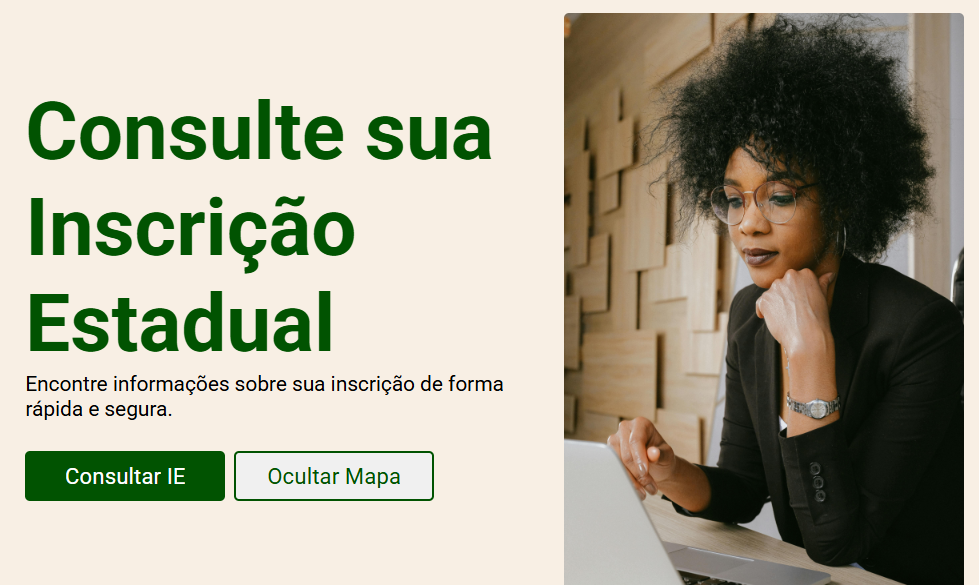 Consulte sua
Inscrição
Estadual
Encontre informações sobre sua inscrição de forma
rápida e segura.
Consultar IE
Ocultar Mapa